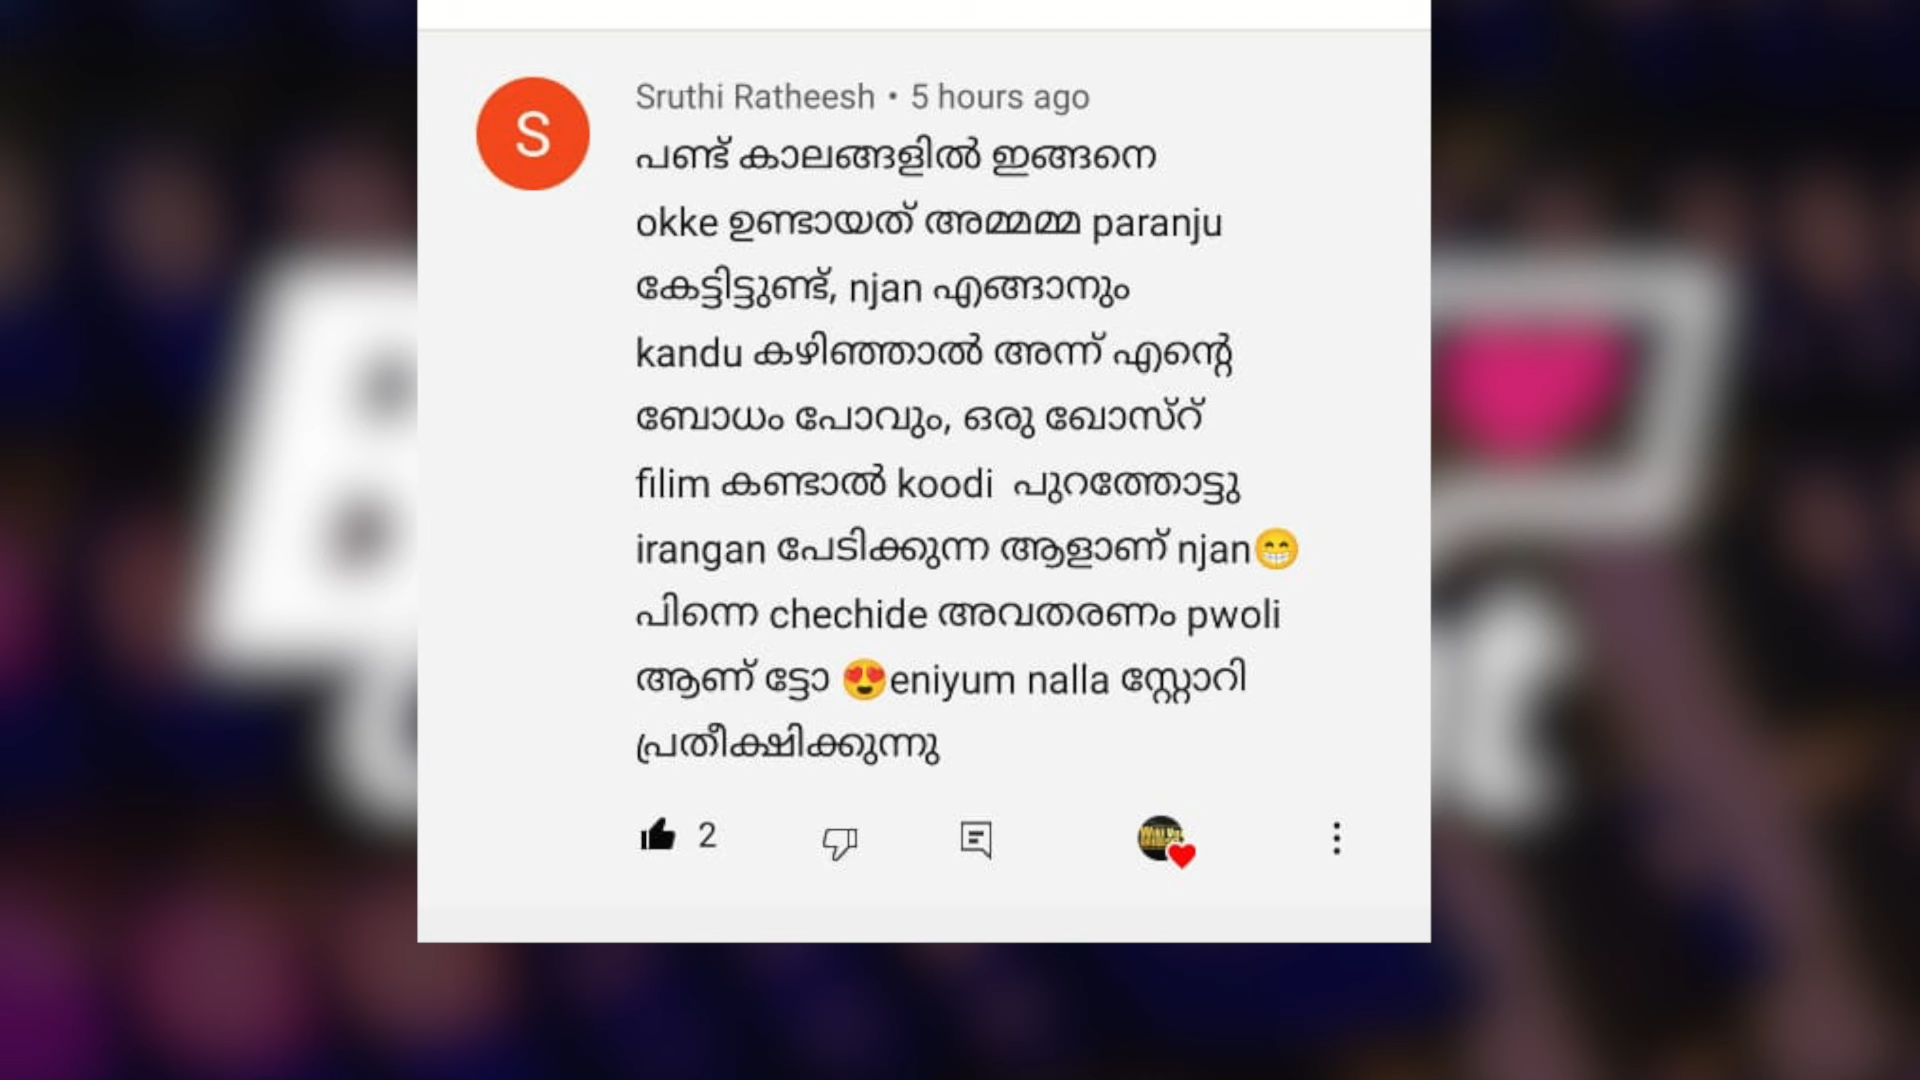 S
Sruthi Ratheesh • 5 hours ago
പണ്ട് കാലങ്ങളിൽ ഇങ്ങനെ
okke ഉണ്ടായത് അമ്മമ്മ paranju
കേട്ടിട്ടുണ്ട്, njan എങ്ങാനും
kandu കഴിഞ്ഞാൽ അന്ന് എന്റെ
ബോധം പോവും, ഒരു ഖോസ്റ്
filim കണ്ടാൽ koodi പുറത്തോട്ടു
irangan പേടിക്കുന്ന ആളാണ് njan😁
പിന്നെ chechide അവതരണം pwoli
ആണ് ട്ടോ 😍eniyum nalla സ്റ്റോറി
പ്രതീക്ഷിക്കുന്നു
2